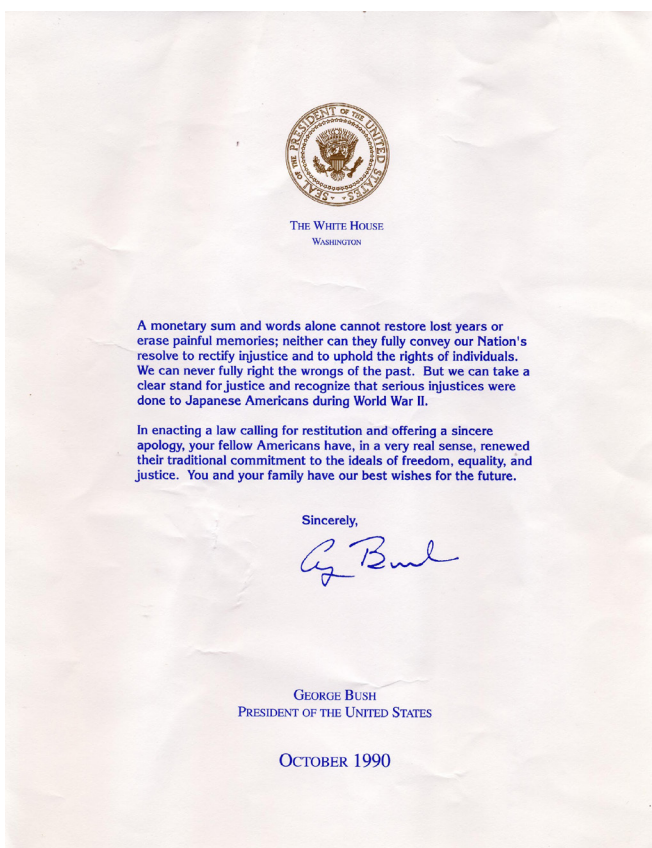 SEAL OF THE PRESIDENT OF THE UNITED STATES
THE WHITE HOUSE
WASHINGTON
A monetary sum and words alone cannot restore lost years or
erase painful memories; neither can they fully convey our Nation's
resolve to rectify injustice and to uphold the rights of individuals.
We can never fully right the wrongs of the past.  But we can take a
clear stand for justice and recognize that serious injustices were
done to Japanese Americans during World War II.
In enacting a law calling for restitution and offering a sincere
apology, your fellow Americans have, in a very real sense, renewed
their traditional commitment to the ideals of freedom, equality, and
justice.  You and your family have our best wishes for the future.
Sincerely,
G Bush
GEORGE BUSH
PRESIDENT OF THE UNITED STATES
OCTOBER 1990